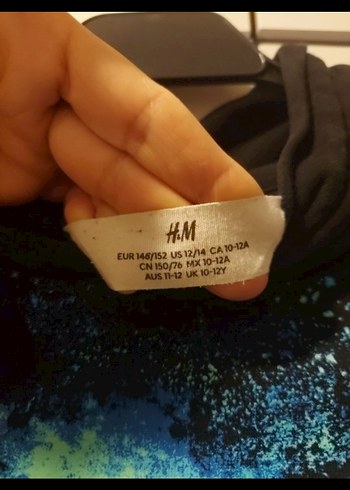 H&M
EUR 148/152 US 12/14 CA 10-12A
CN 150/76 MX 10-12A
AUS 11-12 UK 10-12Y